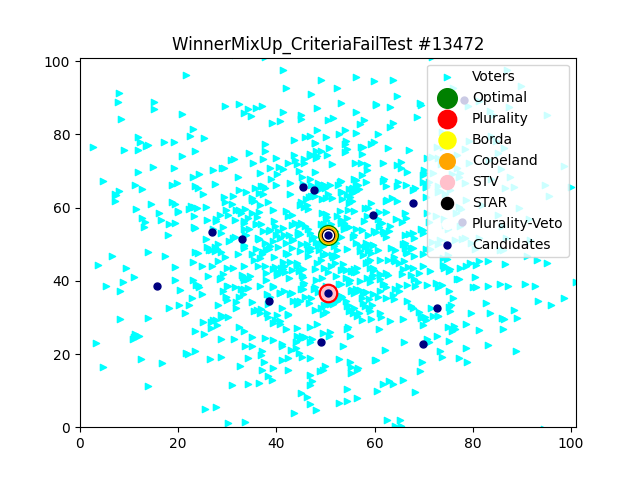 WinnerMixUp_CriteriaFailTest #13472
100
80
60
40
20
0
0
20
40
60
80
100
Voters
Optimal
Plurality
Borda
Copeland
STV
STAR
Plurality-Veto
Candidates